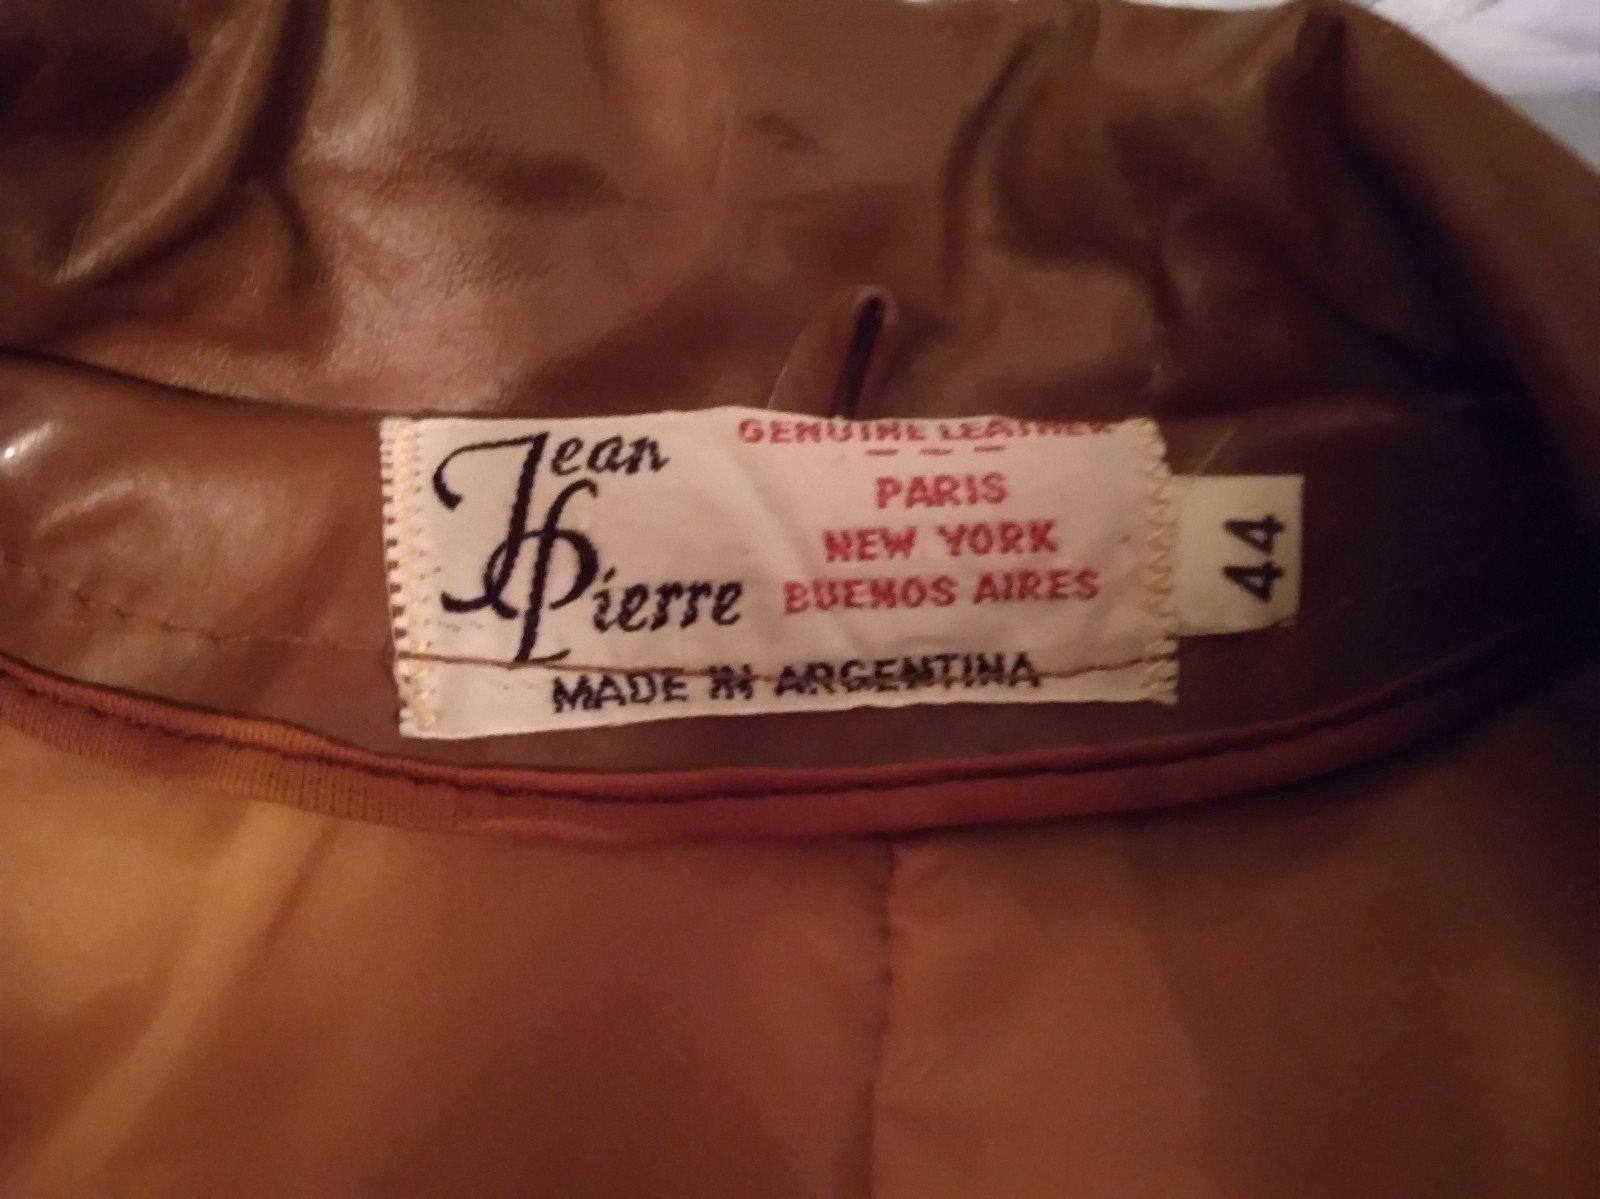 Jean
Pierre
GENUINE LEATHER
PARIS
NEW YORK
BUENOS AIRES
MADE IN ARGENTINA
44